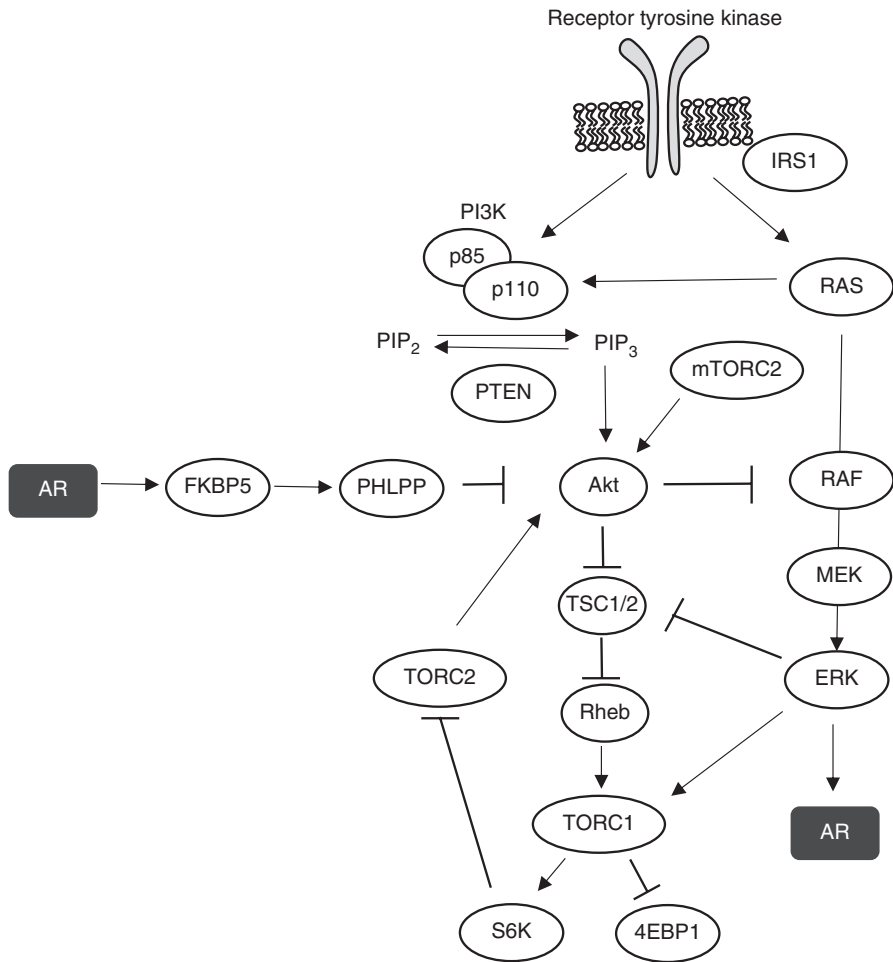 Receptor tyrosine kinase
IRS1
PI3K
p85
p110
RAS
PIP₂
PIP₃
mTORC2
PTEN
AR
FKBP5
PHLPP
Akt
RAF
MEK
TSC1/2
TORC2
ERK
Rheb
TORC1
AR
S6K
4EBP1